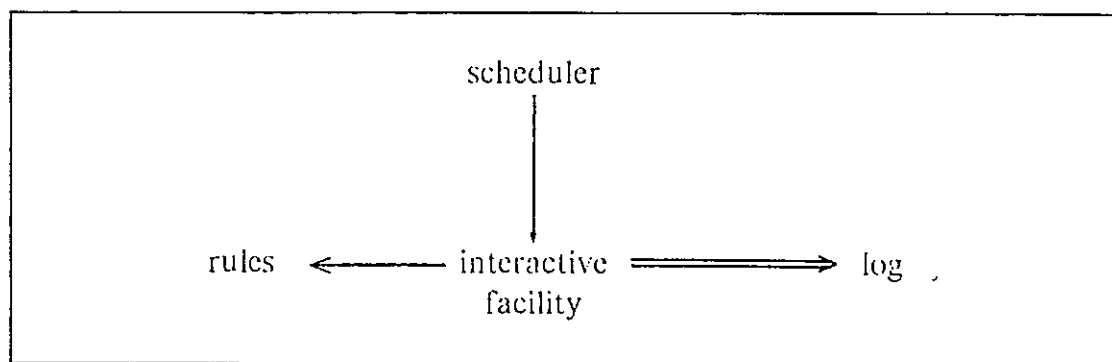 scheduler
rules
interactive
facility
log